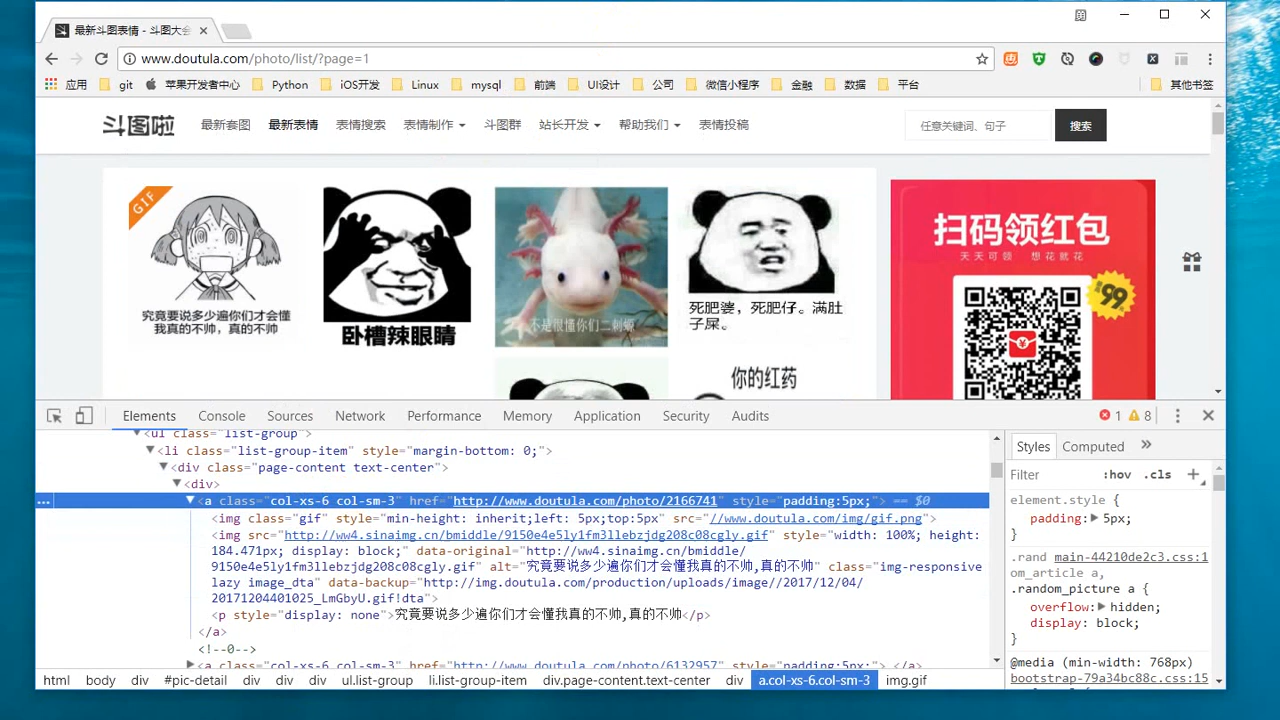 最新斗图表情 - 斗图大会
www.doutula.com/photo/list/?page=1
应用 git 苹果开发者中心 Python iOS开发 Linux mysql 前端 UI设计 公司 微信小程序 金融 数据 平台 其他书签
斗图啦 最新套图 最新表情 表情搜索 表情制作 斗图群 站长开发 帮助我们 表情投稿 任意关键词、句子 搜索
GIF
究竟要说多少遍你们才会懂
我真的不帅，真的不帅
卧槽辣眼睛
不是很懂你们二刺螈
死肥婆，死肥仔。满肚
子屎。
你的红药
扫码领红包
天天可领 想花就花
99
Elements Console Sources Network Performance Memory Application Security Audits 1 8
<ul class="list-group">
<li class="list-group-item" style="margin-bottom: 0;">
<div class="page-content text-center">
<div>
<a class="col-xs-6 col-sm-3" href="http://www.doutula.com/photo/2166741" style="padding:5px;"> == $0
<img class="gif" style="min-height: inherit;left: 5px;top:5px" src="//www.doutula.com/img/gif.png">
<img src="http://ww4.sinaimg.cn/bmiddle/9150e4e5ly1fm3llebzjdg208c08cgly.gif" style="width: 100%; height:
184.471px; display: block;" data-original="http://ww4.sinaimg.cn/bmiddle/
9150e4e5ly1fm3llebzjdg208c08cgly.gif" alt="究竟要说多少遍你们才会懂我真的不帅,真的不帅" class="img-responsive
lazy image_dta" data-backup="http://img.doutula.com/production/uploads/image//2017/12/04/
20171204401025_LmGbyU.gif!dta">
<p style="display: none">究竟要说多少遍你们才会懂我真的不帅,真的不帅</p>
</a>
<!--0-->
<a class="col-xs-6 col-sm-3" href="http://www.doutula.com/photo/6132957" style="padding:5px;">…</a>
html body div #pic-detail div div div ul.list-group li.list-group-item div.page-content.text-center div a.col-xs-6.col-sm-3 img.gif
Styles Computed »
Filter :hov .cls +
element.style {
padding: 5px;
}
.rand main-44210de2c3.css:1
om_article a,
.random_picture a {
overflow: hidden;
display: block;
}
@media (min-width: 768px)
bootstrap-79a34bc88c.css:15